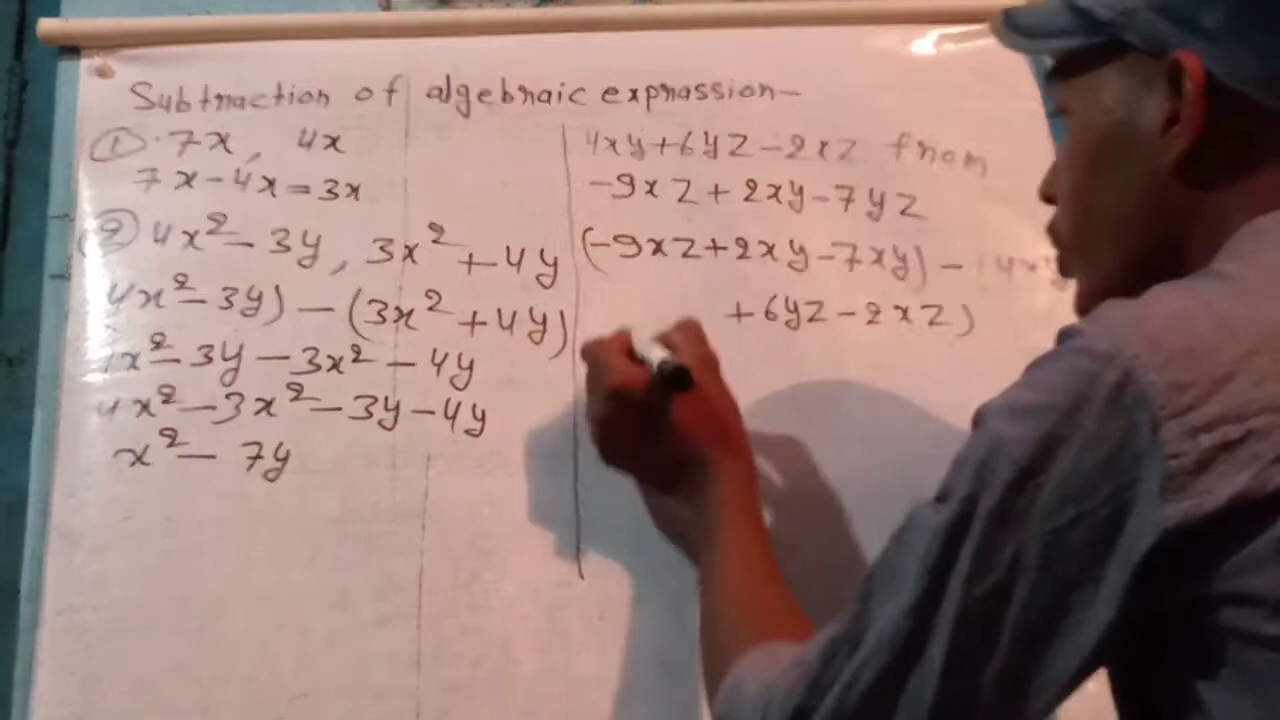 Subtraction of algebraic exprassion-
① 7x, 4x
7x-4x=3x
② 4x²-3y, 3x²+4y
4x²-3y)-(3x²+4y)
x²-3y-3x²-4y
4x²-3x²-3y-4y
x²-7y
4xy+6yz-2xz from
-9xz+2xy-7yz
(-9xz+2xy-7xy)-(4x
+6yz-2xz)